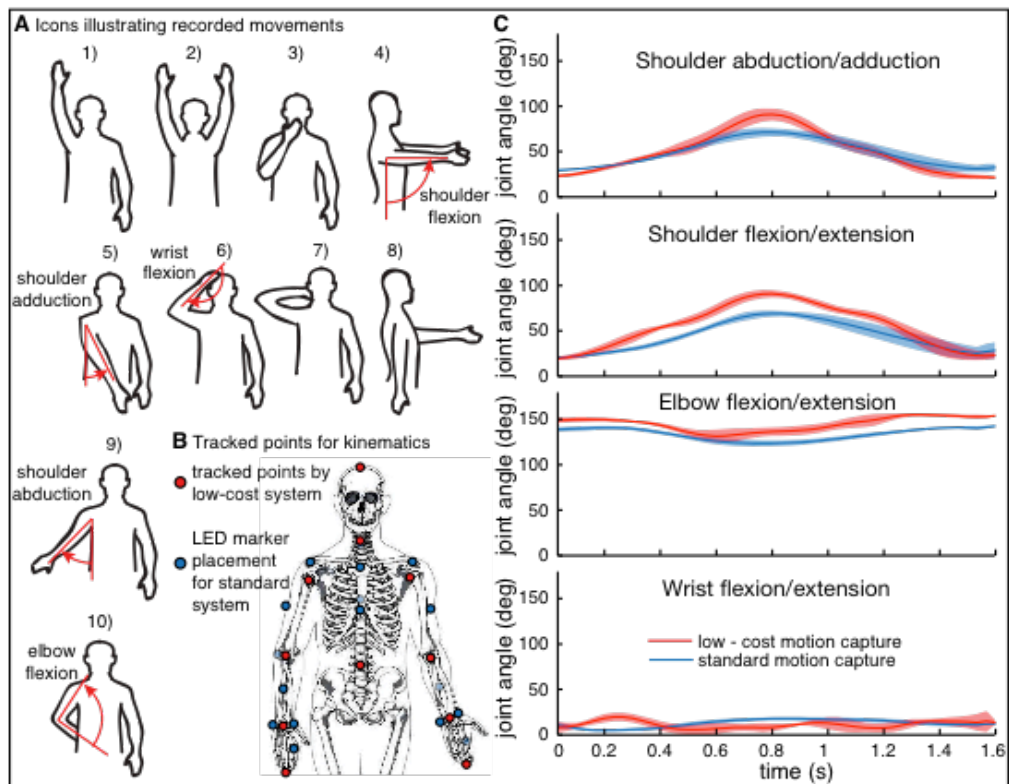 A Icons illustrating recorded movements
1)
2)
3)
4)
shoulder
flexion
5)
shoulder
adduction
wrist
flexion
6)
7)
8)
9)
shoulder
abduction
10)
elbow
flexion
B Tracked points for kinematics
tracked points by
low-cost system
LED marker
placement
for standard
system
C
Shoulder abduction/adduction
joint angle (deg)
150
100
50
0
Shoulder flexion/extension
joint angle (deg)
150
100
50
0
Elbow flexion/extension
joint angle (deg)
150
100
50
0
Wrist flexion/extension
low - cost motion capture
standard motion capture
joint angle (deg)
150
100
50
0
0 0.2 0.4 0.6 0.8 1 1.2 1.4 1.6
time (s)